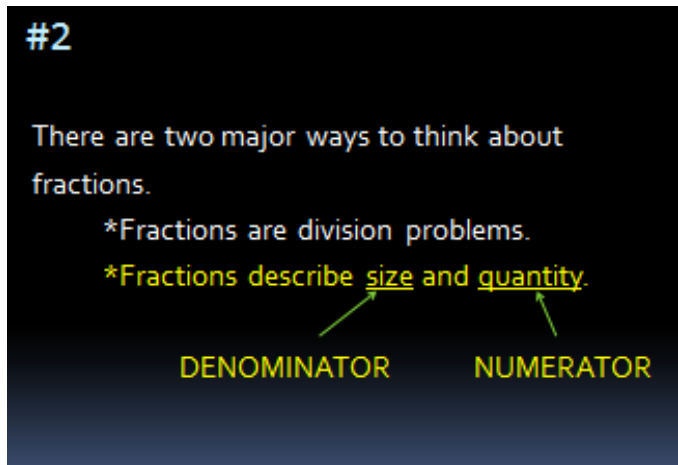 #2
There are two major ways to think about
fractions.
*Fractions are division problems.
*Fractions describe size and quantity.
DENOMINATOR NUMERATOR